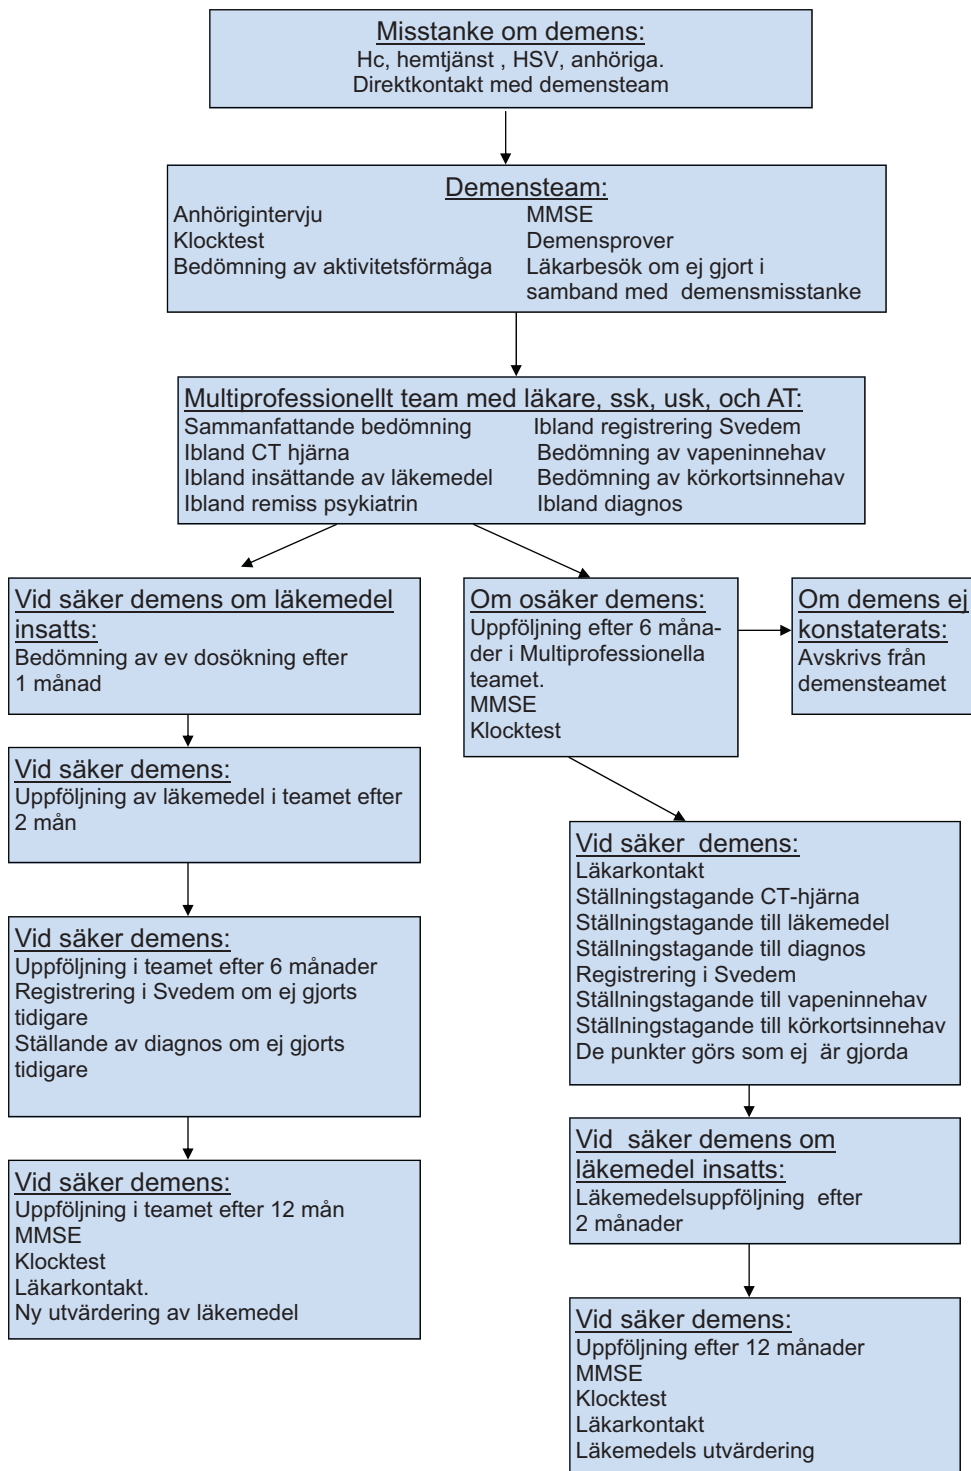 Misstanke om demens:
Hc, hemtjänst , HSV, anhöriga.
Direktkontakt med demensteam
Demensteam:
Anhörigintervju
Klocktest
Bedömning av aktivitetsförmåga
MMSE
Demensprover
Läkarbesök om ej gjort i
samband med demensmisstanke
Multiprofessionellt team med läkare, ssk, usk, och AT:
Sammanfattande bedömning
Ibland CT hjärna
Ibland insättande av läkemedel
Ibland remiss psykiatrin
Ibland registrering Svedem
Bedömning av vapeninnehav
Bedömning av körkortsinnehav
Ibland diagnos
Vid säker demens om läkemedel
insatts:
Bedömning av ev dosökning efter
1 månad
Vid säker demens:
Uppföljning av läkemedel i teamet efter
2 mån
Vid säker demens:
Uppföljning i teamet efter 6 månader
Registrering i Svedem om ej gjorts
tidigare
Ställande av diagnos om ej gjorts
tidigare
Vid säker demens:
Uppföljning i teamet efter 12 mån
MMSE
Klocktest
Läkarkontakt.
Ny utvärdering av läkemedel
Om osäker demens:
Uppföljning efter 6 måna-
der i Multiprofessionella
teamet.
MMSE
Klocktest
Om demens ej
konstaterats:
Avskrivs från
demensteamet
Vid säker demens:
Läkarkontakt
Ställningstagande CT-hjärna
Ställningstagande till läkemedel
Ställningstagande till diagnos
Registrering i Svedem
Ställningstagande till vapeninnehav
Ställningstagande till körkortsinnehav
De punkter görs som ej är gjorda
Vid säker demens om
läkemedel insatts:
Läkemedelsuppföljning efter
2 månader
Vid säker demens:
Uppföljning efter 12 månader
MMSE
Klocktest
Läkarkontakt
Läkemedels utvärdering